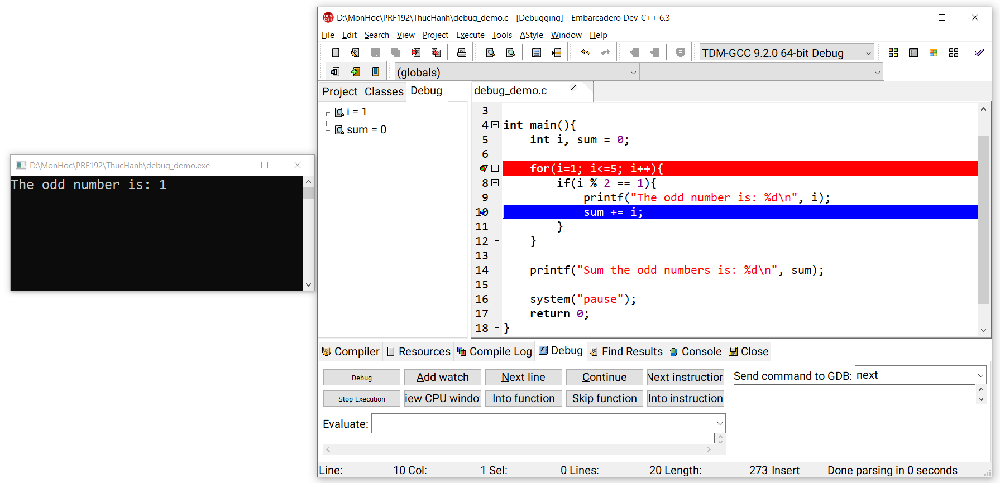 D:\MonHoc\PRF192\ThucHanh\debug_demo.exe
The odd number is: 1
D:\MonHoc\PRF192\ThucHanh\debug_demo.c - [Debugging] - Embarcadero Dev-C++ 6.3
File Edit Search View Project Execute Tools AStyle Window Help
TDM-GCC 9.2.0 64-bit Debug
(globals)
Project Classes Debug
i = 1
sum = 0
debug_demo.c
3
4 int main(){
5 int i, sum = 0;
6
7 for(i=1; i<=5; i++){
8 if(i % 2 == 1){
9 printf("The odd number is: %d\n", i);
10 sum += i;
11 }
12 }
13
14 printf("Sum the odd numbers is: %d\n", sum);
15
16 system("pause");
17 return 0;
18 }
Compiler Resources Compile Log Debug Find Results Console Close
Debug Add watch Next line Continue Next instruction
Send command to GDB: next
Stop Execution iew CPU windo Into function Skip function Into instruction
Evaluate:
Line: 10 Col: 1 Sel: 0 Lines: 20 Length: 273 Insert Done parsing in 0 seconds